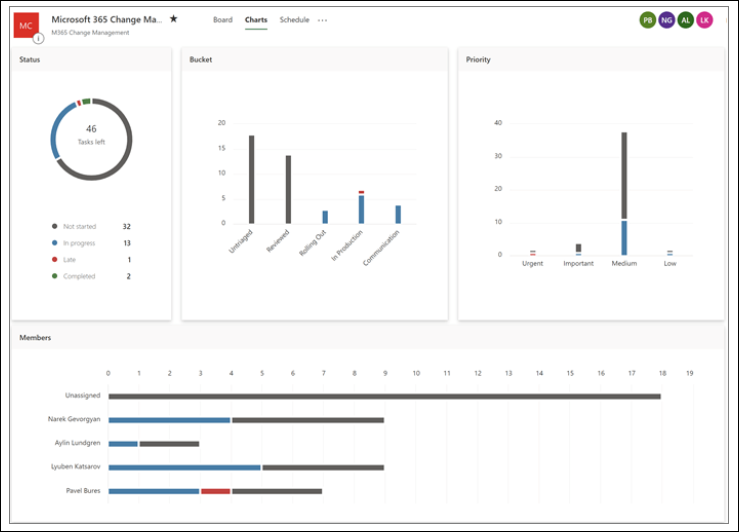 MC
Microsoft 365 Change Ma... ★
M365 Change Management
Board Charts Schedule ...
PB NG AL LK
Status
46
Tasks left
Not started 32
In progress 13
Late 1
Completed 2
Bucket
20
15
10
5
0
Untriaged
Reviewed
Rolling Out
In Production
Communication
Priority
40
30
20
10
0
Urgent Important Medium Low
Members
0 1 2 3 4 5 6 7 8 9 10 11 12 13 14 15 16 17 18 19
Unassigned
Narek Gevorgyan
Aylin Lundgren
Lyuben Katsarov
Pavel Bures